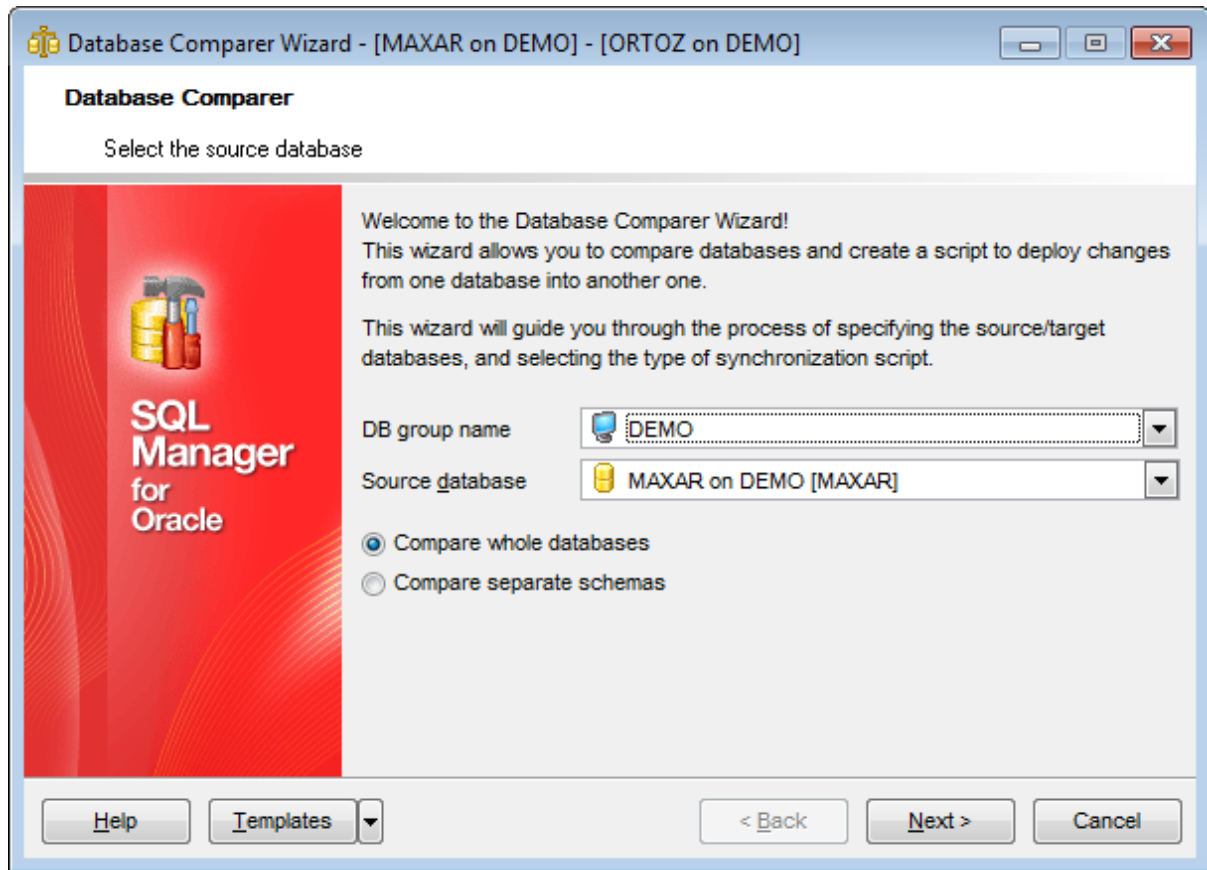 Database Comparer Wizard - [MAXAR on DEMO] - [ORTOZ on DEMO]
Database Comparer
Select the source database
Welcome to the Database Comparer Wizard!
This wizard allows you to compare databases and create a script to deploy changes
from one database into another one.
This wizard will guide you through the process of specifying the source/target
databases, and selecting the type of synchronization script.
SQL
Manager
for
Oracle
DB group name DEMO
Source database MAXAR on DEMO [MAXAR]
Compare whole databases
Compare separate schemas
Help Templates < Back Next > Cancel